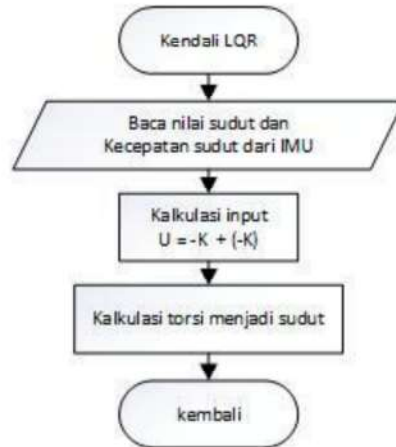 Kendali LQR
Baca nilai sudut dan
Kecepatan sudut dari IMU
Kalkulasi input
U = -K + (-K)
Kalkulasi torsi menjadi sudut
kembali